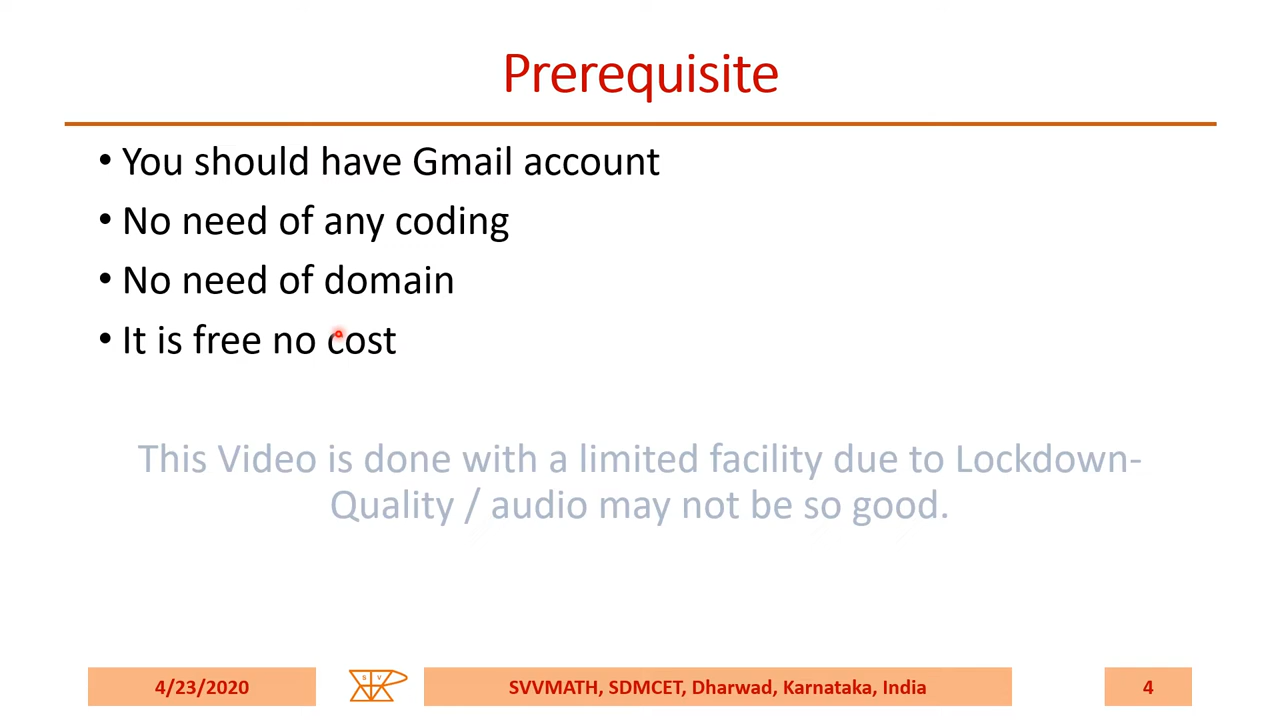 Prerequisite
• You should have Gmail account
• No need of any coding
• No need of domain
• It is free no cost
This Video is done with a limited facility due to Lockdown-
Quality / audio may not be so good.
4/23/2020
S V
SVVMATH, SDMCET, Dharwad, Karnataka, India
4